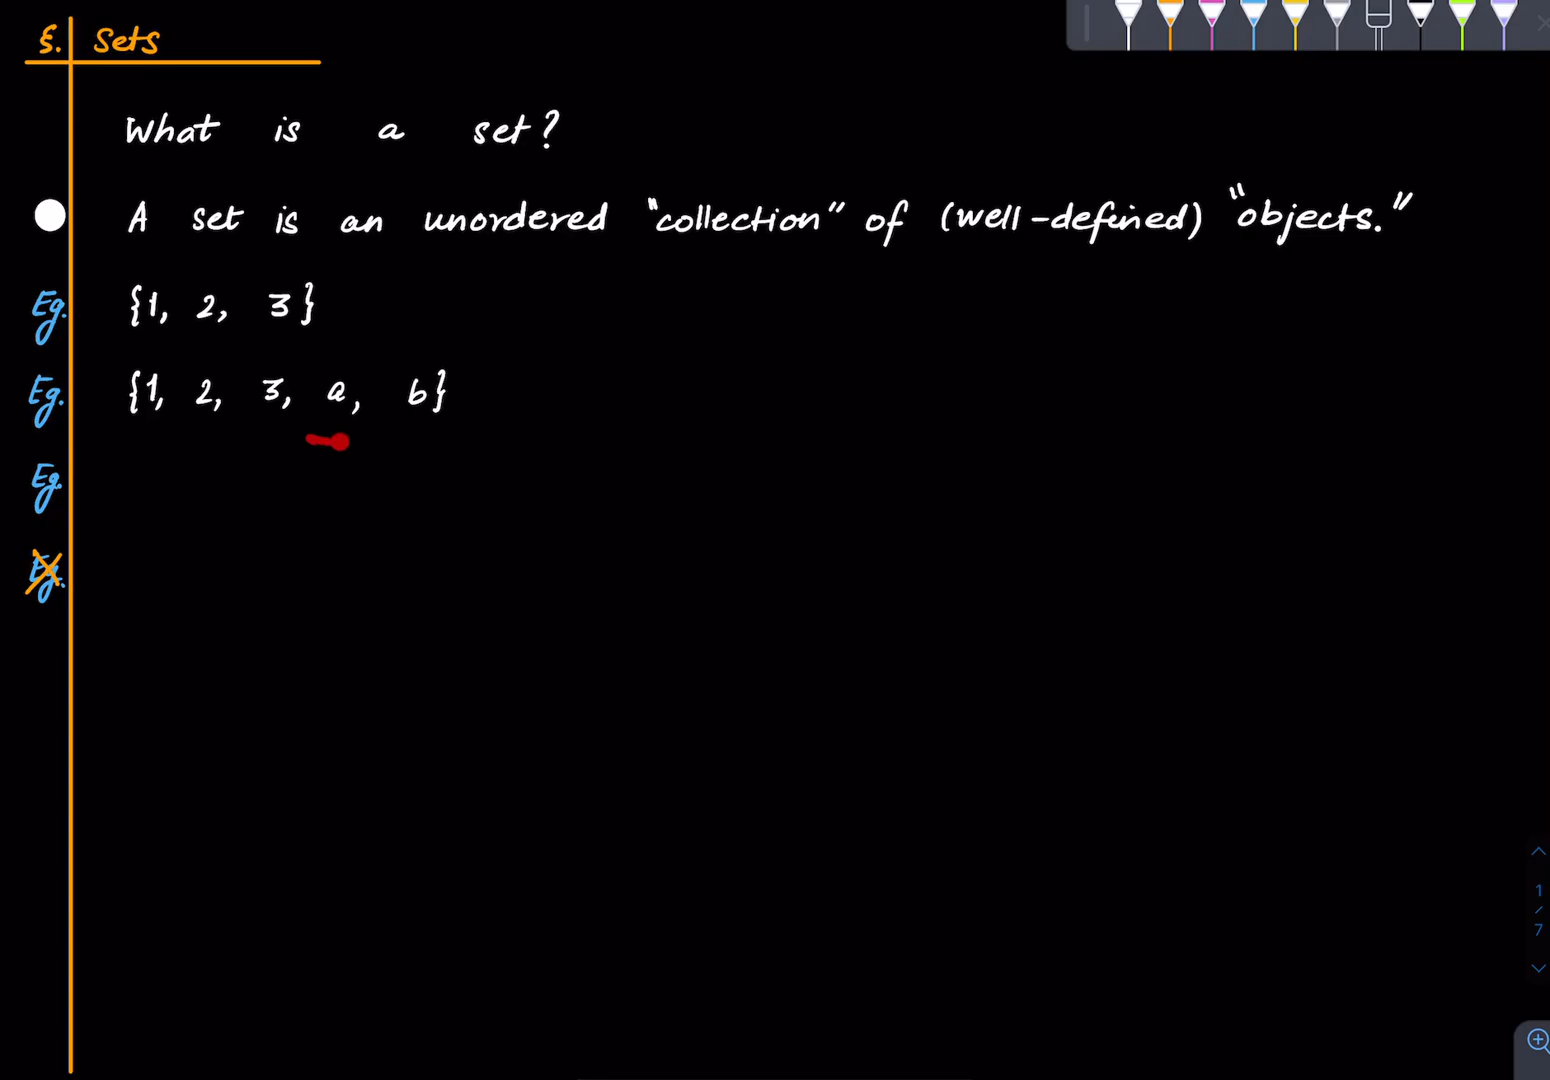 §. Sets
What is a set?
A set is an unordered "collection" of (well-defined) "objects."
Eg. {1, 2, 3}
Eg. {1, 2, 3, a, b}
Eg.
Eg.
1
/
7